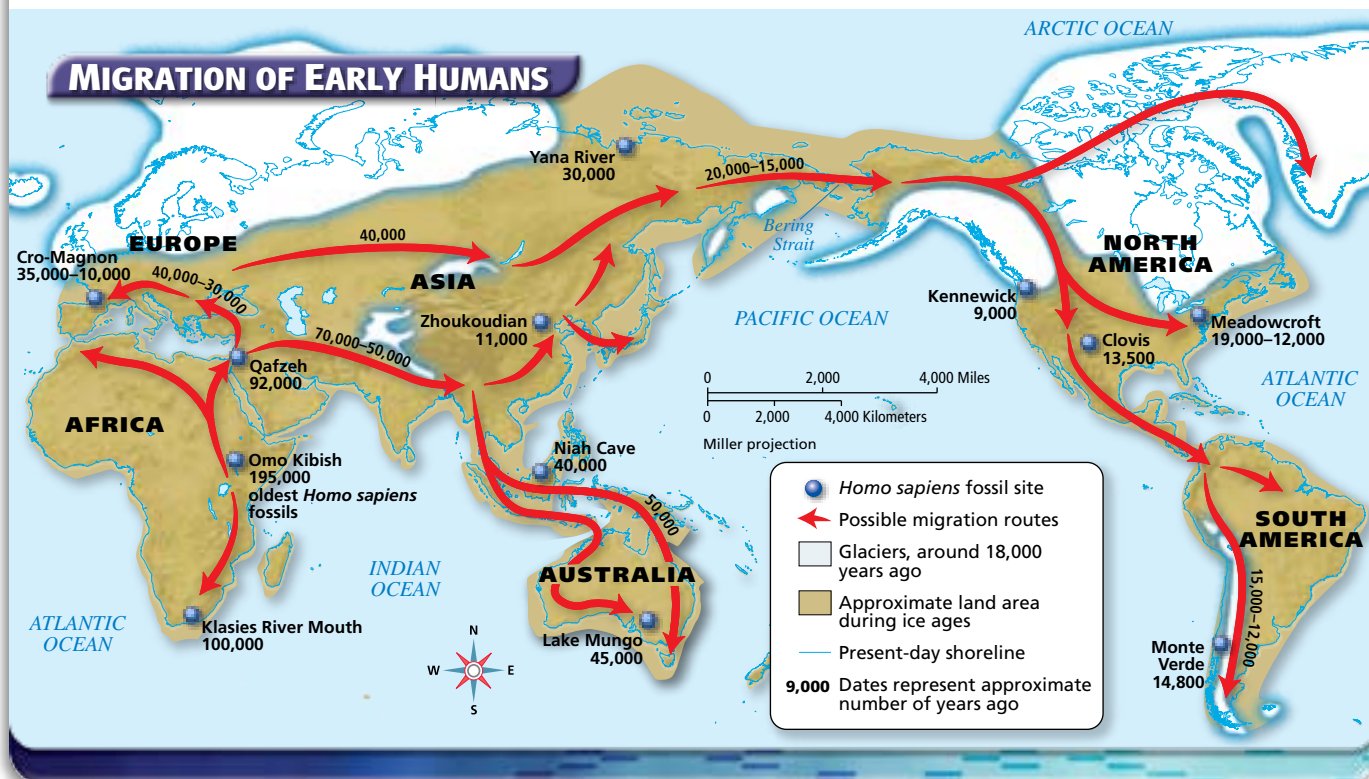 MIGRATION OF EARLY HUMANS
ARCTIC OCEAN
Yana River
30,000
20,000–15,000
Bering
Strait
EUROPE
40,000
Cro-Magnon
35,000–10,000
40,000–30,000
ASIA
NORTH
AMERICA
Kennewick
9,000
Zhoukoudian
11,000
PACIFIC OCEAN
Meadowcroft
19,000–12,000
Clovis
13,500
70,000–50,000
Qafzeh
92,000
0 2,000 4,000 Miles
0 2,000 4,000 Kilometers
Miller projection
ATLANTIC
OCEAN
AFRICA
Omo Kibish
195,000
oldest Homo sapiens
fossils
Niah Cave
40,000
50,000
Homo sapiens fossil site
Possible migration routes
Glaciers, around 18,000
years ago
Approximate land area
during ice ages
Present-day shoreline
9,000 Dates represent approximate
number of years ago
SOUTH
AMERICA
INDIAN
OCEAN
AUSTRALIA
15,000–12,000
ATLANTIC
OCEAN
Klasies River Mouth
100,000
Lake Mungo
45,000
Monte
Verde
14,800
N
W E
S